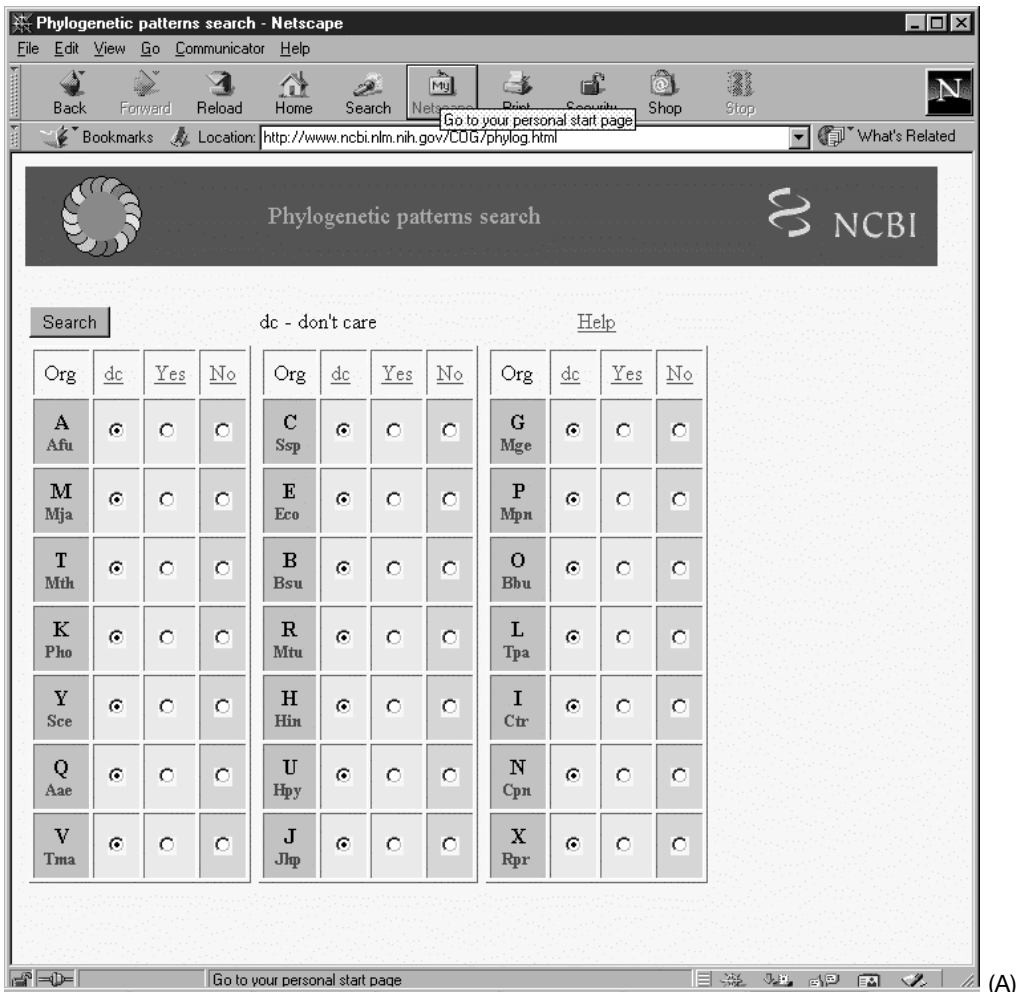 Phylogenetic patterns search - Netscape
File Edit View Go Communicator Help
Back Forward Reload Home Search Netscape Print Security Shop Stop
My
N
Go to your personal start page
Bookmarks Location: http://www.ncbi.nlm.nih.gov/COG/phylog.html What's Related
Phylogenetic patterns search
NCBI
Search dc - don't care Help
Org dc Yes No Org dc Yes No Org dc Yes No
A C G
Afu Ssp Mge
M E P
Mja Eco Mpn
T B O
Mth Bsu Bbu
K R L
Pho Mtu Tpa
Y H I
Sce Hin Ctr
Q U N
Aae Hpy Cpn
V J X
Tma Jhp Rpr
Go to your personal start page
(A)